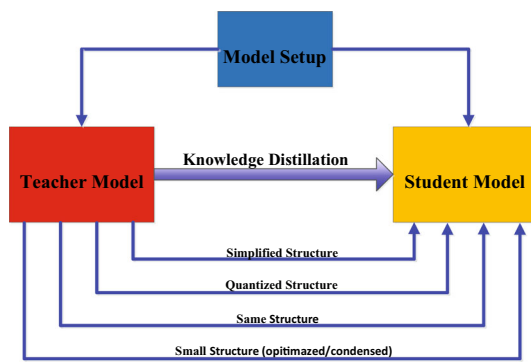 Model Setup
Knowledge Distillation
Teacher Model
Student Model
Simplified Structure
Quantized Structure
Same Structure
Small Structure (opitimazed/condensed)